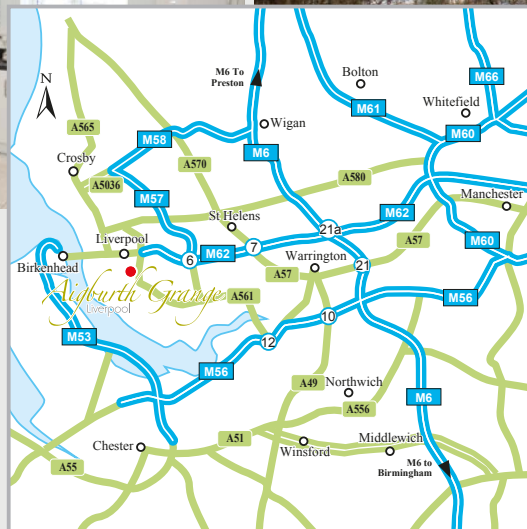 M6 To
Preston
Bolton
M66
N
M61
Whitefield
A565
M58
Wigan
M60
Crosby
A570
M6
A580
A5036
M57
Manchester
St Helens
M62
21a
Liverpool
7
A57
M60
6
M62
Warrington
Birkenhead
A57
21
Aigburth Grange
Liverpool
A561
M56
10
M53
12
M56
A49
Northwich
M6
A556
Chester
A51
Middlewich
Winsford
A55
M6 to
Birmingham